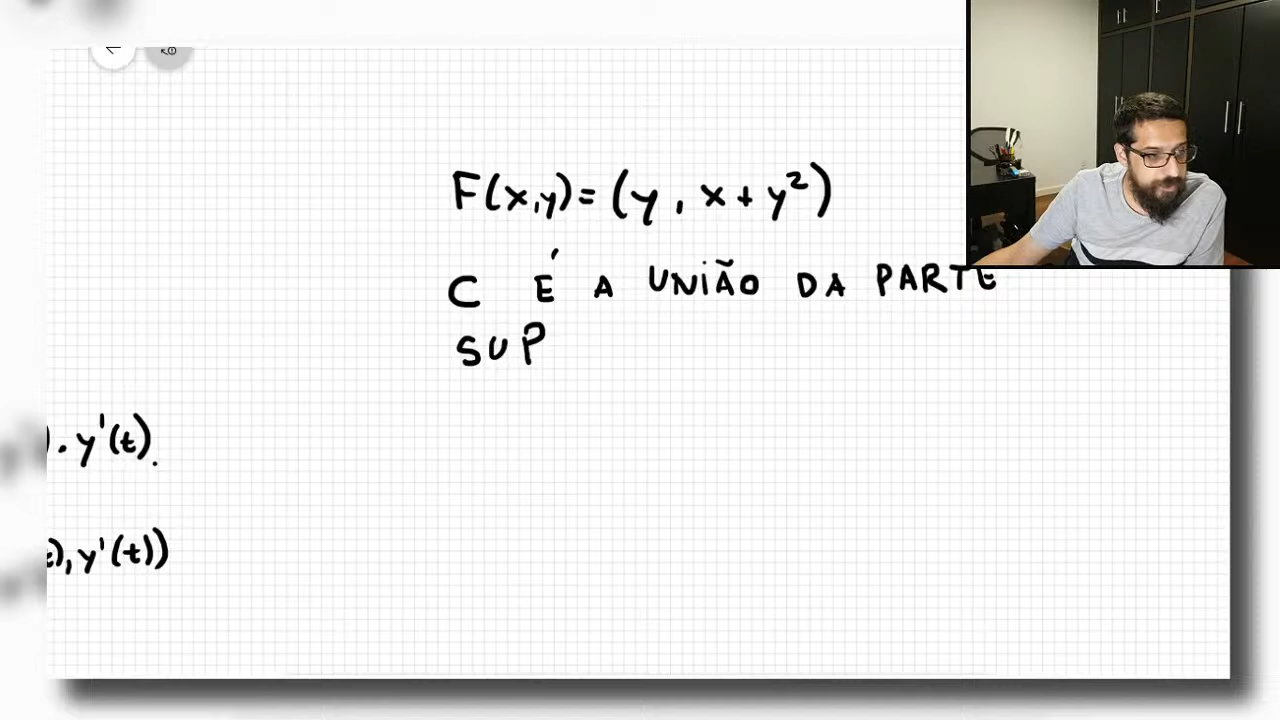 F(x,y)=(y, x+y²)
C É A UNIÃO DA PARTE
SUP
).y'(t).
),y'(t))